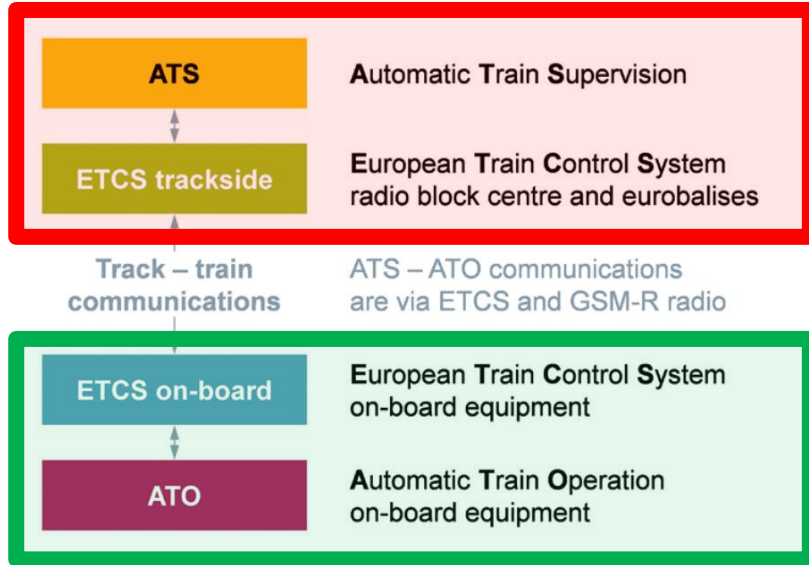 ATS
Automatic Train Supervision
ETCS trackside
European Train Control System
radio block centre and eurobalises
Track – train
communications
ATS – ATO communications
are via ETCS and GSM-R radio
ETCS on-board
European Train Control System
on-board equipment
ATO
Automatic Train Operation
on-board equipment